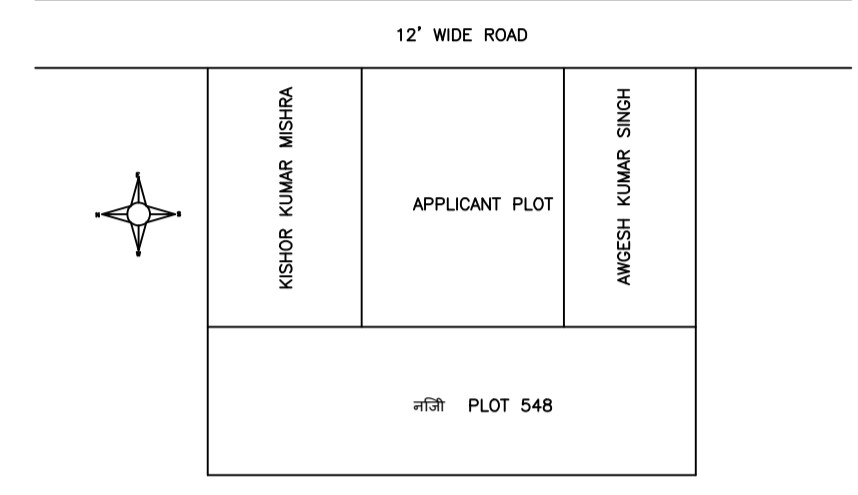 12' WIDE ROAD
KISHOR KUMAR MISHRA
APPLICANT PLOT
AWGESH KUMAR SINGH
E
N
S
W
नजिी PLOT 548